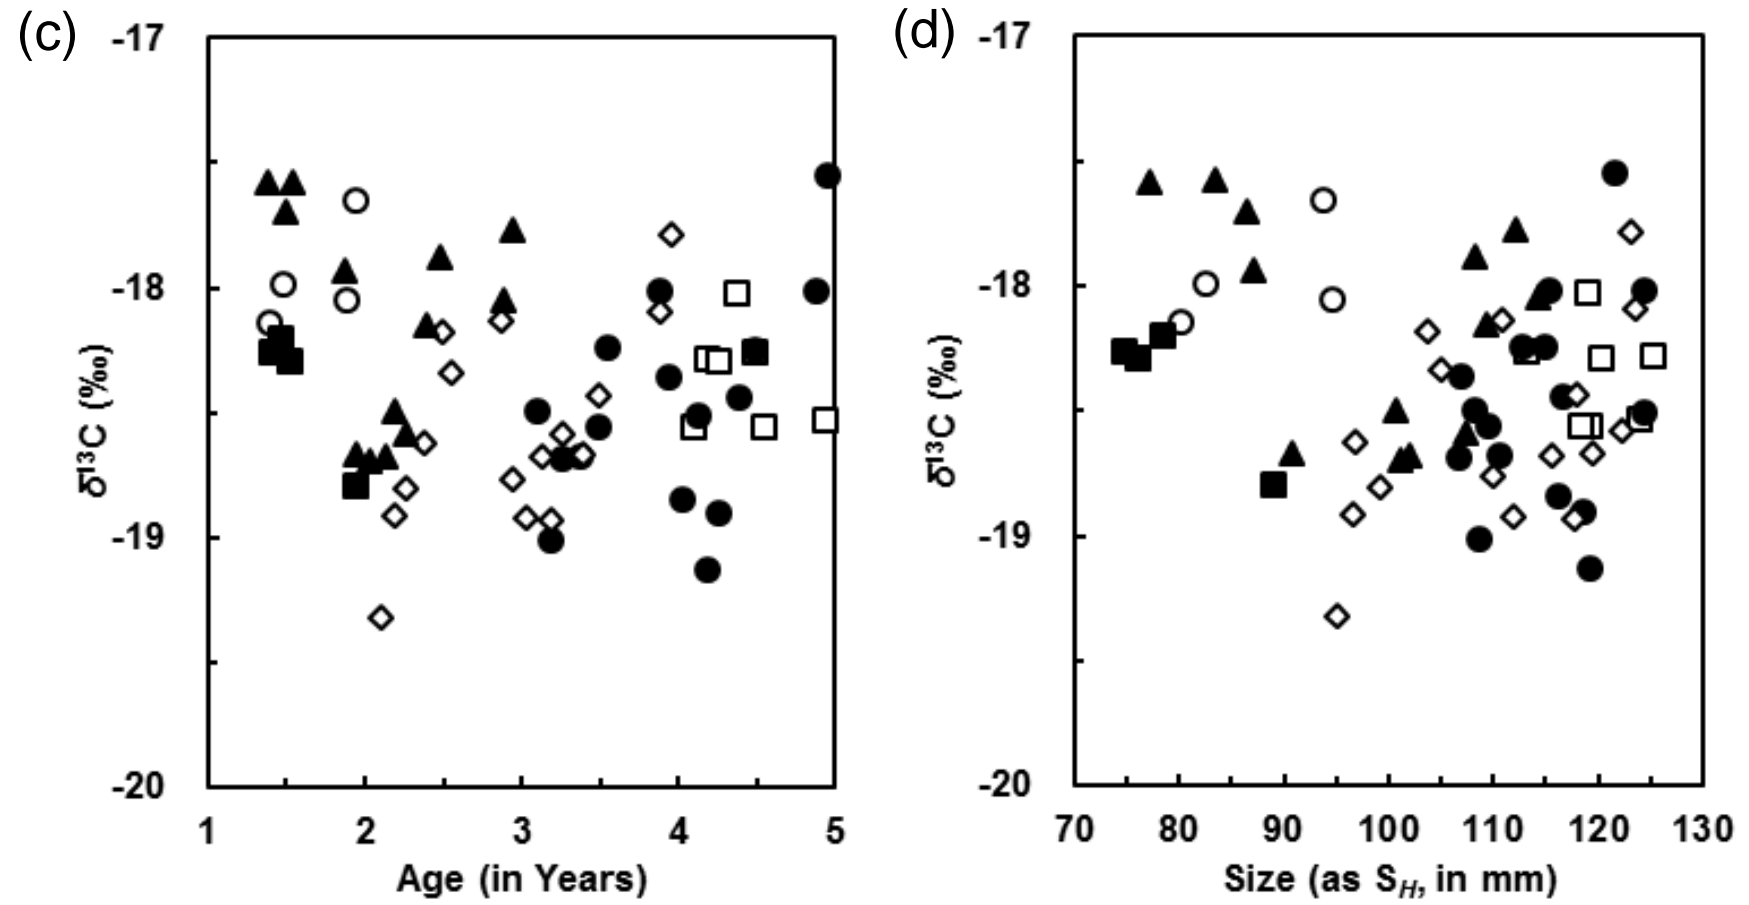 (c)
-17
-18
-19
-20
δ¹³C (‰)
1 2 3 4 5
Age (in Years)
(d)
-17
-18
-19
-20
δ¹³C (‰)
70 80 90 100 110 120 130
Size (as S_H, in mm)